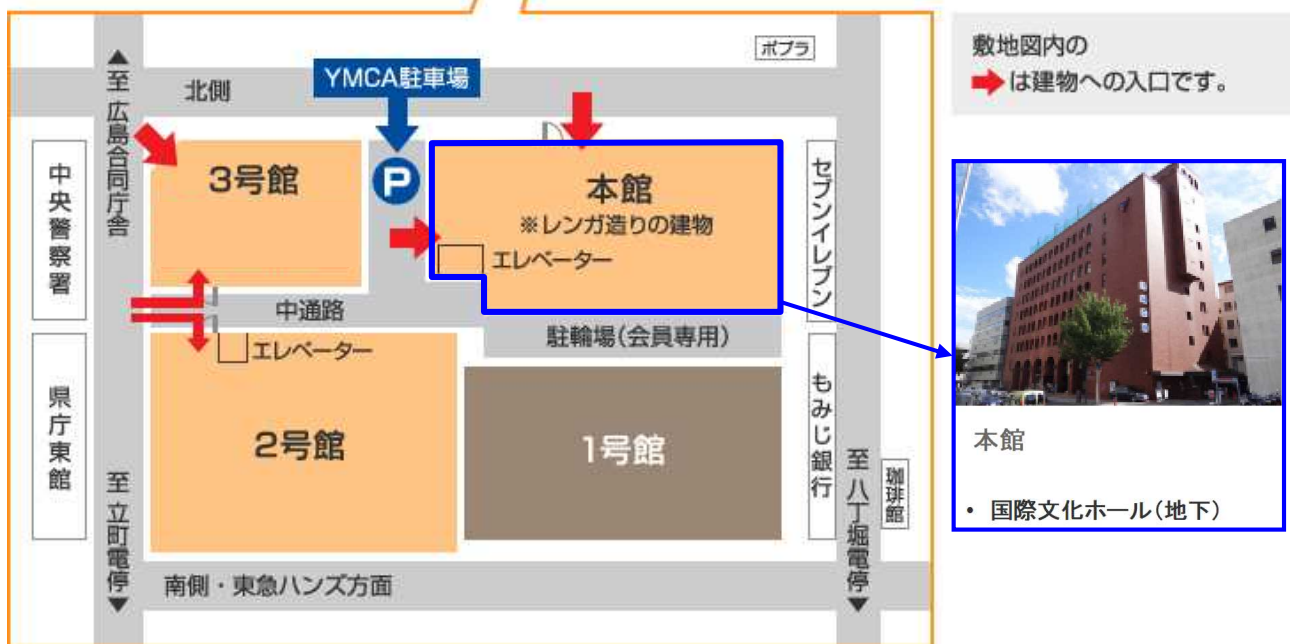 ポプラ
YMCA駐車場
北側
▲至 広島合同庁舎
中央警察署
3号館
P
本館
※レンガ造りの建物
エレベーター
セブンイレブン
中通路
駐輪場(会員専用)
エレベーター
県庁東館
2号館
1号館
もみじ銀行
至 立町電停▼
至 八丁堀電停▼
珈琲館
南側・東急ハンズ方面
敷地図内の
➡は建物への入口です。
本館
• 国際文化ホール(地下)